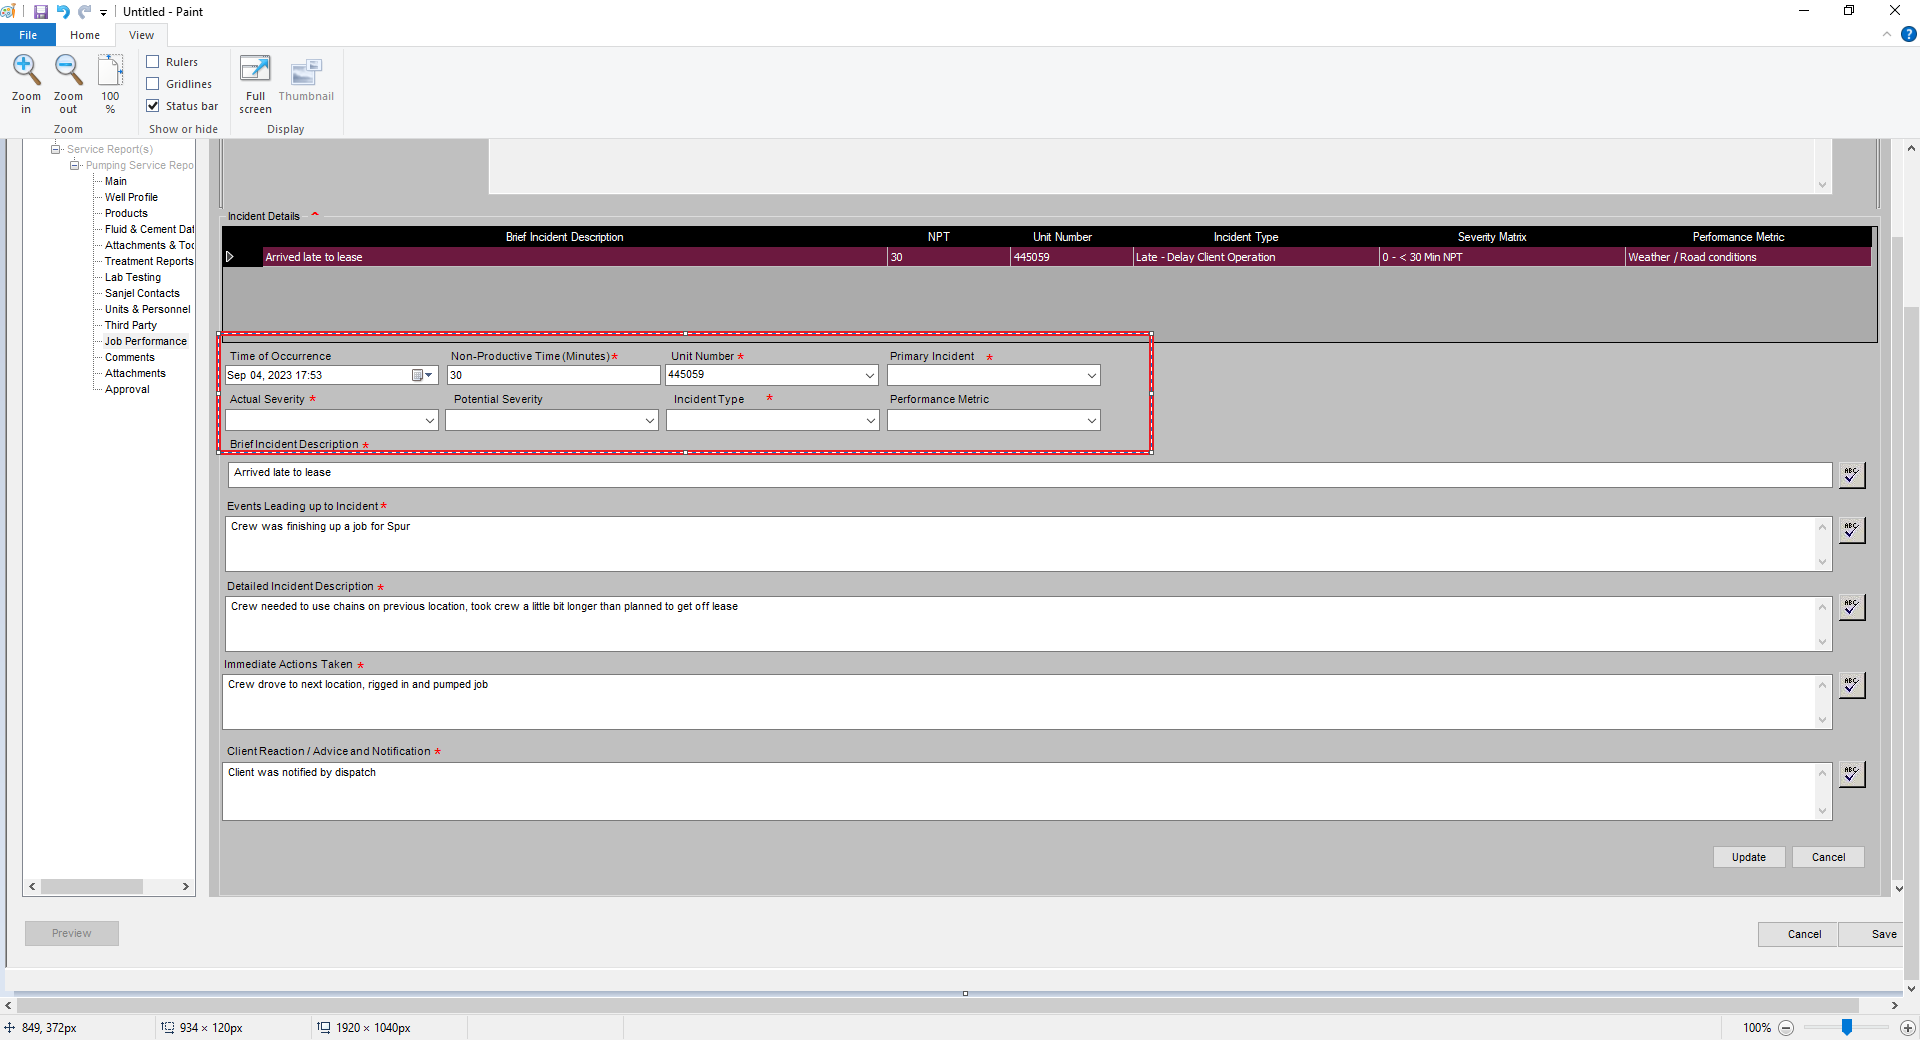 Untitled - Paint
File Home View
Zoom in
Zoom out
100 %
Rulers
Gridlines
Status bar
Full screen
Thumbnail
Zoom
Show or hide
Display
Service Report(s)
Pumping Service Repo
Main
Well Profile
Products
Fluid & Cement Dat
Attachments & Too
Treatment Reports
Lab Testing
Sanjel Contacts
Units & Personnel
Third Party
Job Performance
Comments
Attachments
Approval
Incident Details
Brief Incident Description NPT Unit Number Incident Type Severity Matrix Performance Metric
Arrived late to lease 30 445059 Late - Delay Client Operation 0 - < 30 Min NPT Weather / Road conditions
Time of Occurrence Non-Productive Time (Minutes)* Unit Number * Primary Incident *
Sep 04, 2023 17:53 30 445059
Actual Severity * Potential Severity Incident Type * Performance Metric
Brief Incident Description *
Arrived late to lease
ABC
Events Leading up to Incident *
Crew was finishing up a job for Spur
ABC
Detailed Incident Description *
Crew needed to use chains on previous location, took crew a little bit longer than planned to get off lease
ABC
Immediate Actions Taken *
Crew drove to next location, rigged in and pumped job
ABC
Client Reaction / Advice and Notification *
Client was notified by dispatch
ABC
Update Cancel
Preview
Cancel Save
849, 372px 934 × 120px 1920 × 1040px 100%